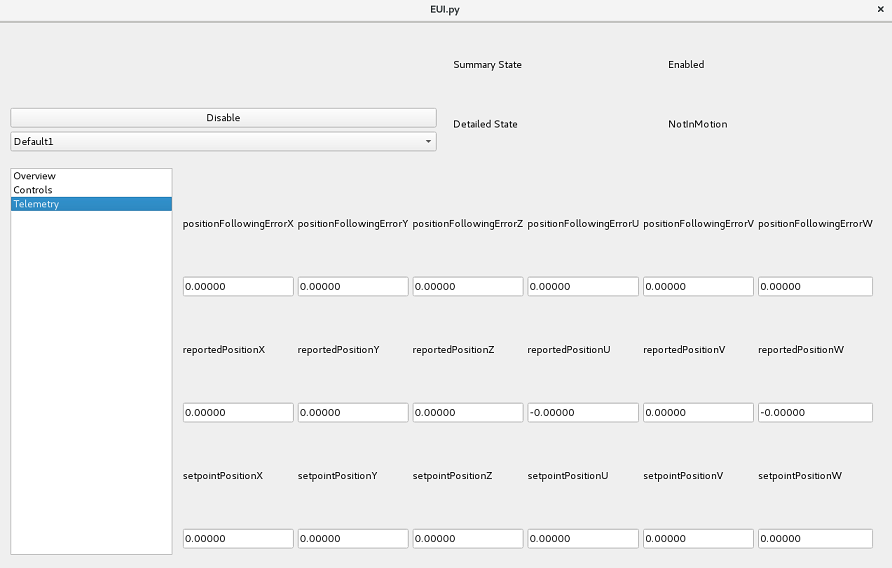 EUI.py
×
Summary State Enabled
Disable
Detailed State NotInMotion
Default1
Overview
Controls
Telemetry
positionFollowingErrorX positionFollowingErrorY positionFollowingErrorZ positionFollowingErrorU positionFollowingErrorV positionFollowingErrorW
0.00000 0.00000 0.00000 0.00000 0.00000 0.00000
reportedPositionX reportedPositionY reportedPositionZ reportedPositionU reportedPositionV reportedPositionW
0.00000 0.00000 0.00000 -0.00000 0.00000 -0.00000
setpointPositionX setpointPositionY setpointPositionZ setpointPositionU setpointPositionV setpointPositionW
0.00000 0.00000 0.00000 0.00000 0.00000 0.00000